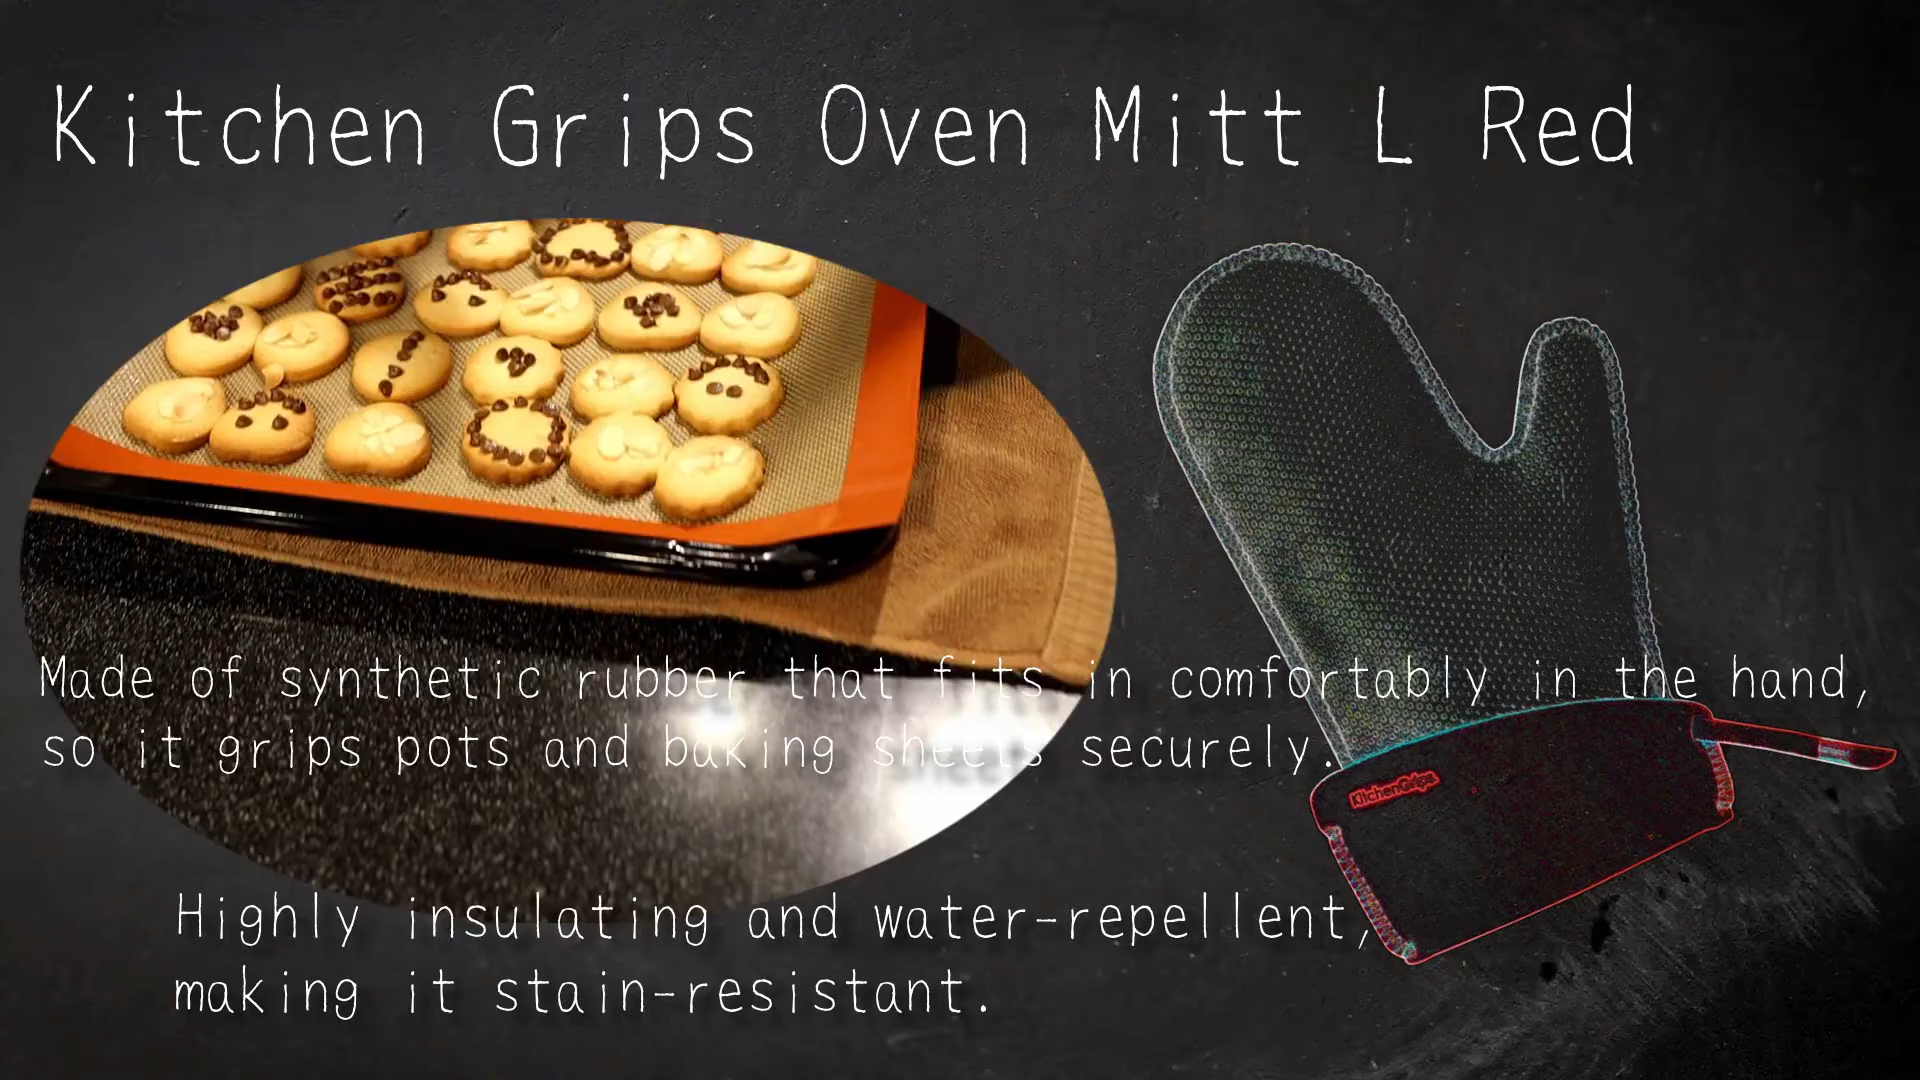 Kitchen Grips Oven Mitt L Red
Made of synthetic rubber that fits in comfortably in the hand,
so it grips pots and baking sheets securely.
KitchenGrips
Highly insulating and water-repellent,
making it stain-resistant.